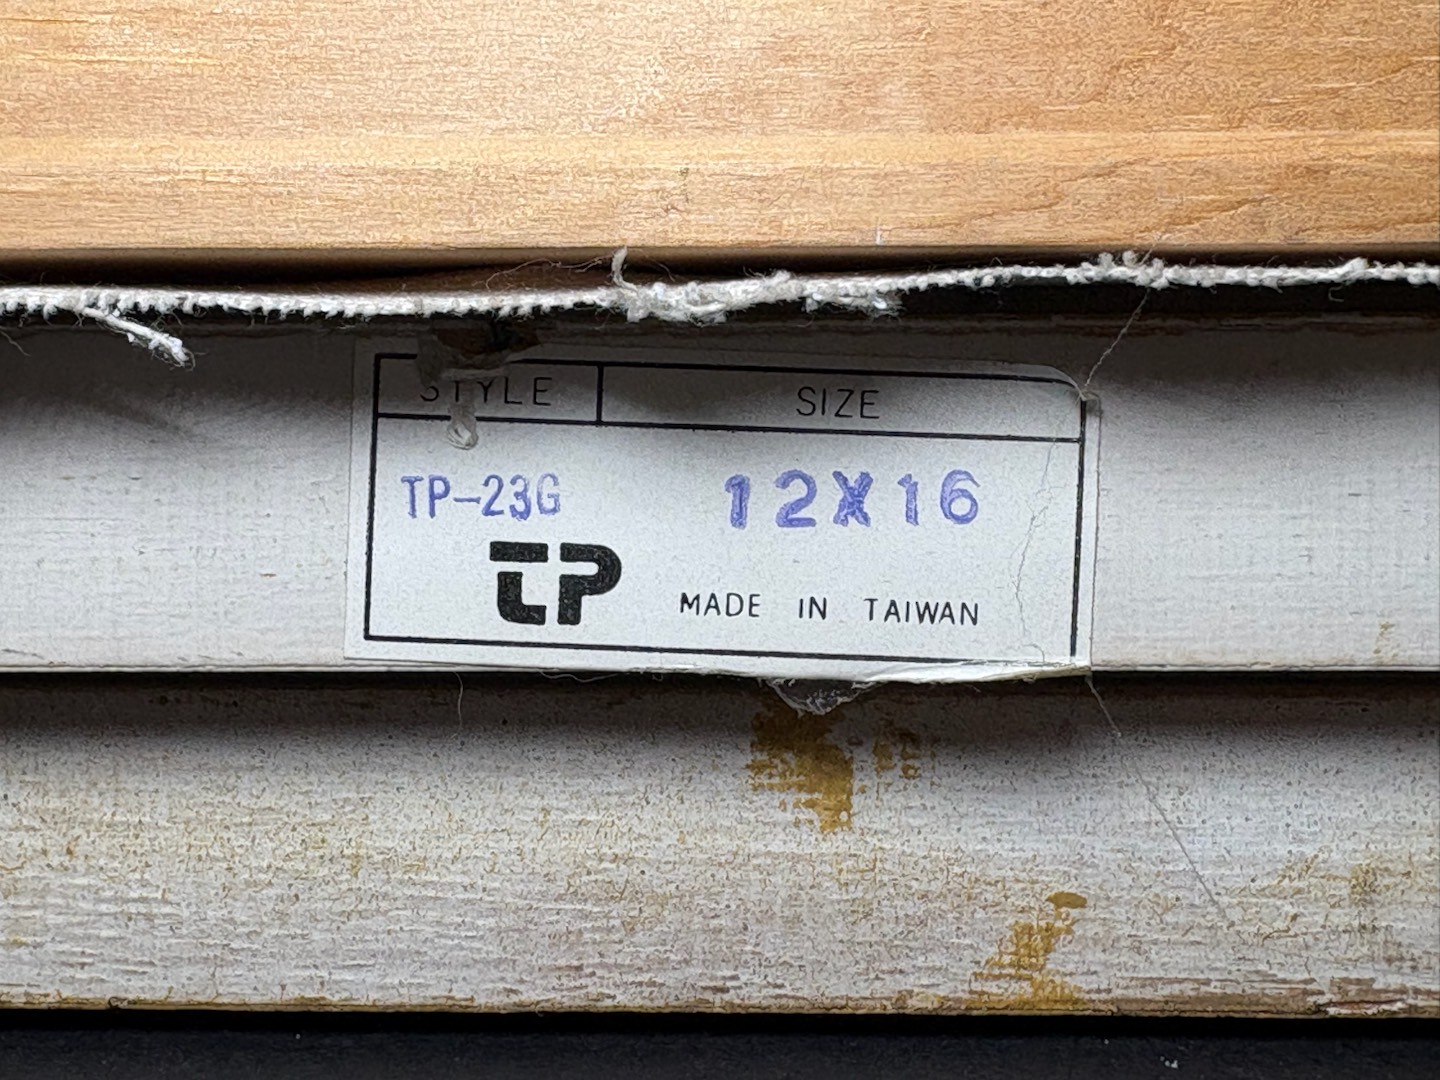 STYLE SIZE
TP-23G 12X16
TP MADE IN TAIWAN